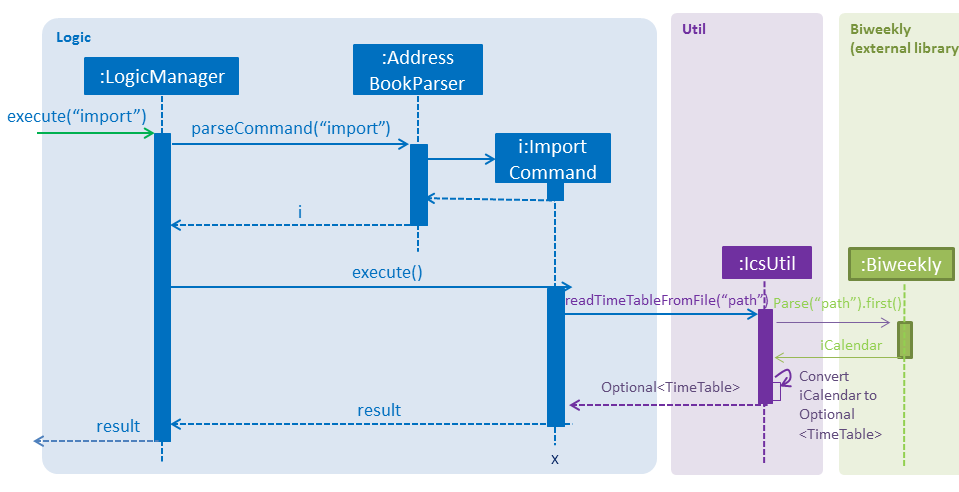 Logic
Util
Biweekly
(external library
:LogicManager
:Address
BookParser
execute(“import”)
parseCommand(“import”)
i:Import
Command
i
execute()
:IcsUtil
:Biweekly
readTimeTableFromFile(“path”)
Parse(“path”).first()
iCalendar
Convert
iCalendar to
Optional
<TimeTable>
Optional<TimeTable>
result
result
x